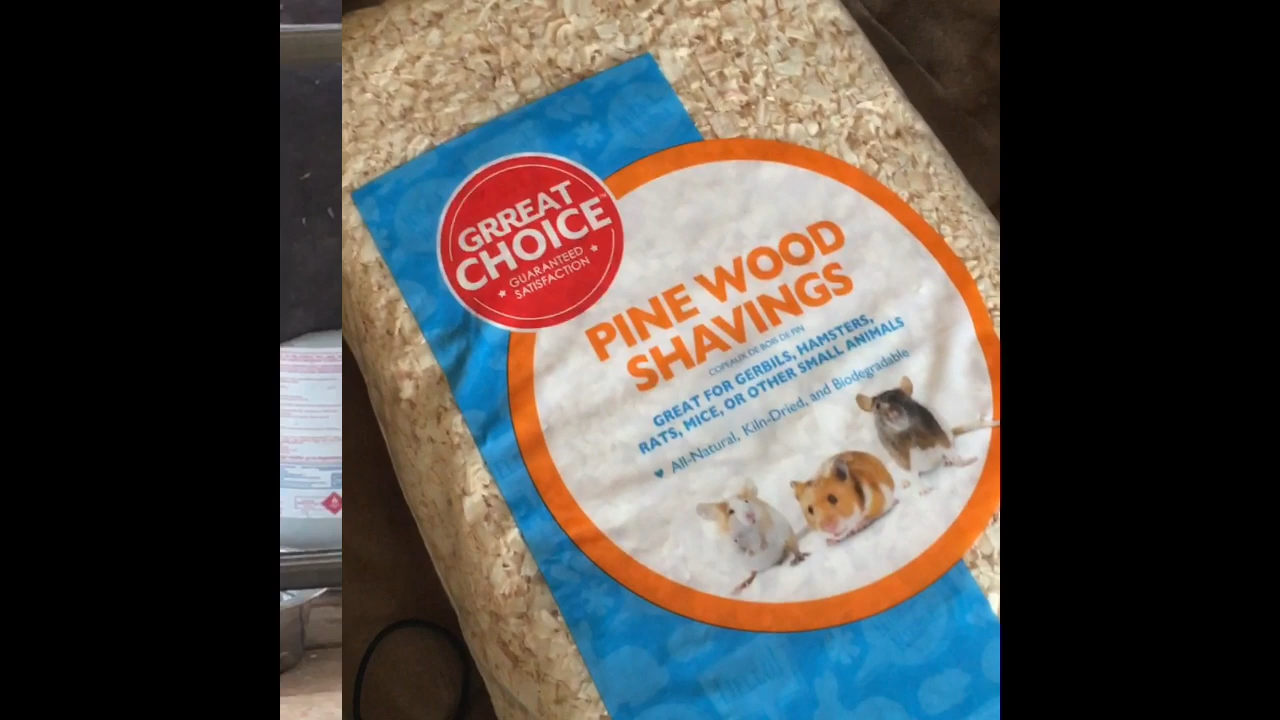 GRREAT
CHOICE
GUARANTEED
SATISFACTION
PINE WOOD
SHAVINGS
COPEAUX DE BOIS DE PIN
GREAT FOR GERBILS, HAMSTERS,
RATS, MICE, OR OTHER SMALL ANIMALS
All-Natural, Kiln-Dried, and Biodegradable